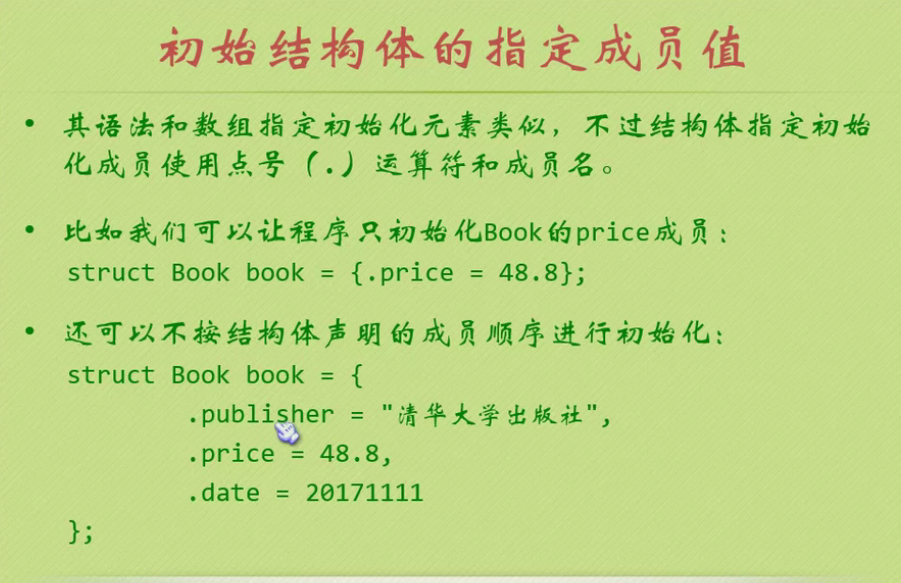 初始结构体的指定成员值
• 其语法和数组指定初始化元素类似，不过结构体指定初始
化成员使用点号（.）运算符和成员名。
• 比如我们可以让程序只初始化Book的price成员：
struct Book book = {.price = 48.8};
• 还可以不按结构体声明的成员顺序进行初始化：
struct Book book = {
.publisher = "清华大学出版社",
.price = 48.8,
.date = 20171111
};